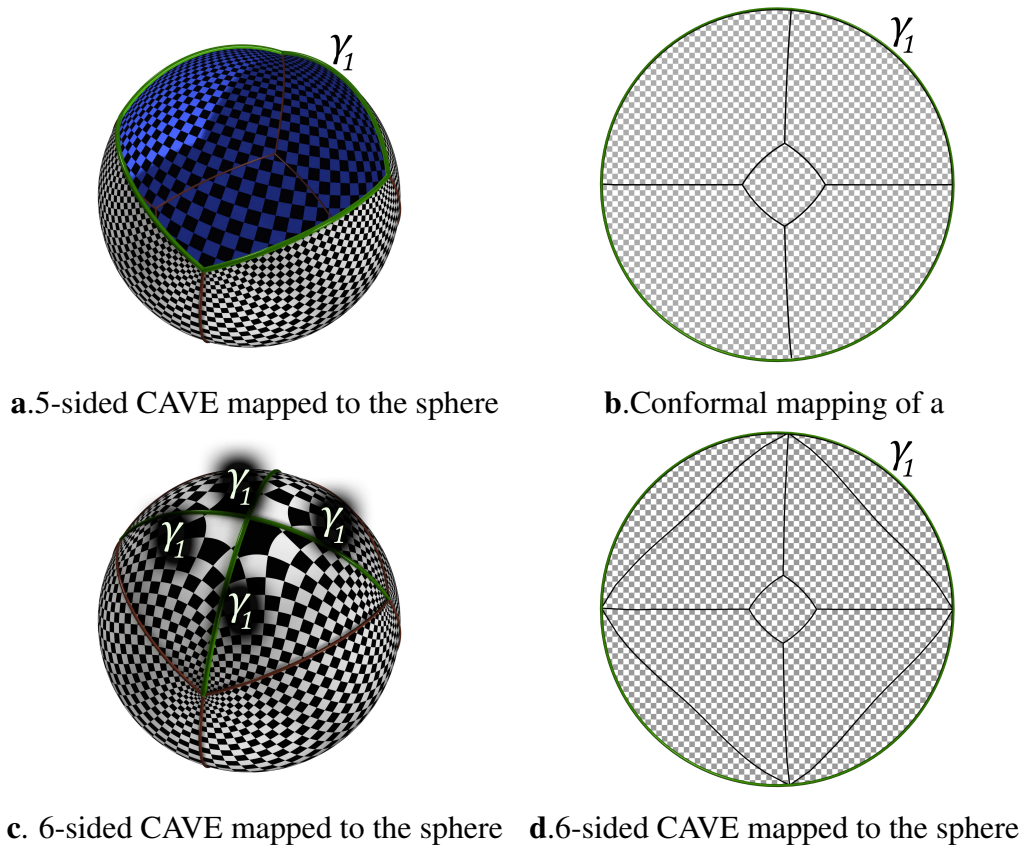 γ₁
γ₁
a.5-sided CAVE mapped to the sphere
b.Conformal mapping of a
γ₁
γ₁
γ₁
γ₁
γ₁
c. 6-sided CAVE mapped to the sphere
d.6-sided CAVE mapped to the sphere